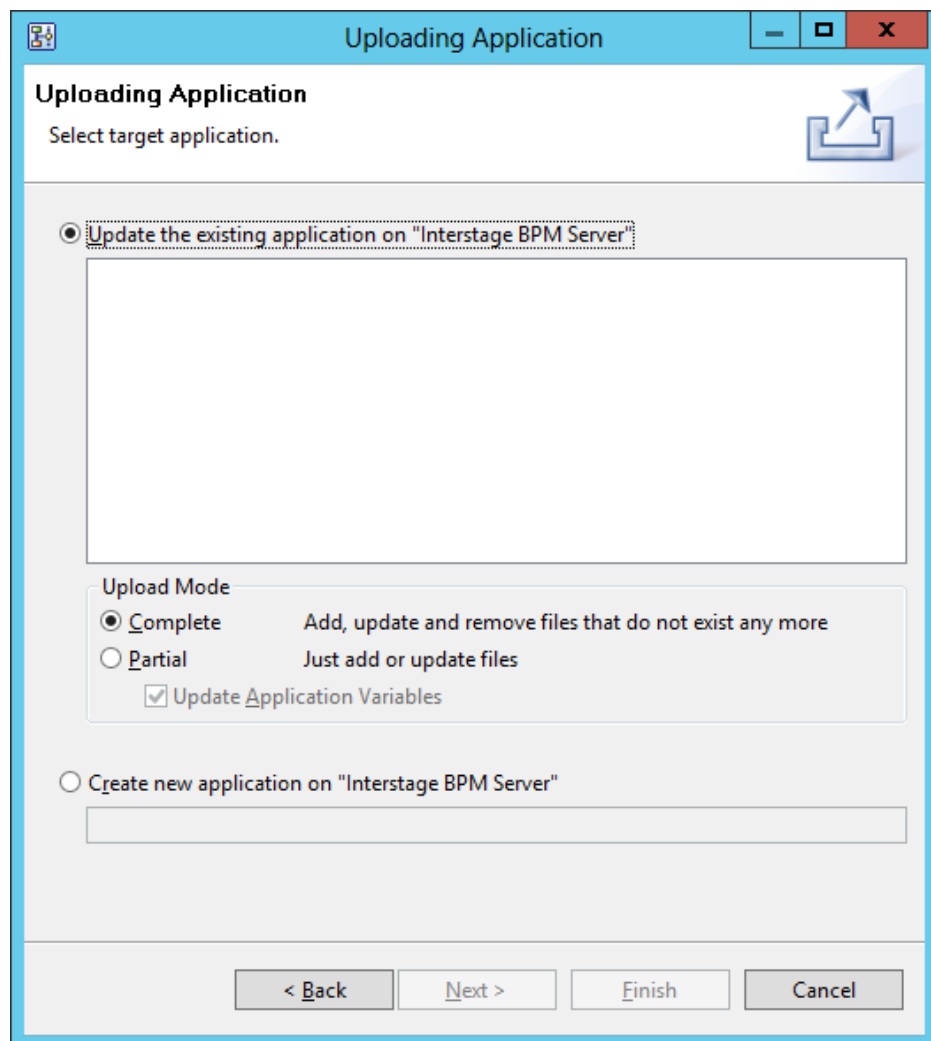 Uploading Application
Uploading Application
Select target application.
Update the existing application on "Interstage BPM Server"
Upload Mode
Complete Add, update and remove files that do not exist any more
Partial Just add or update files
Update Application Variables
Create new application on "Interstage BPM Server"
< Back Next > Finish Cancel